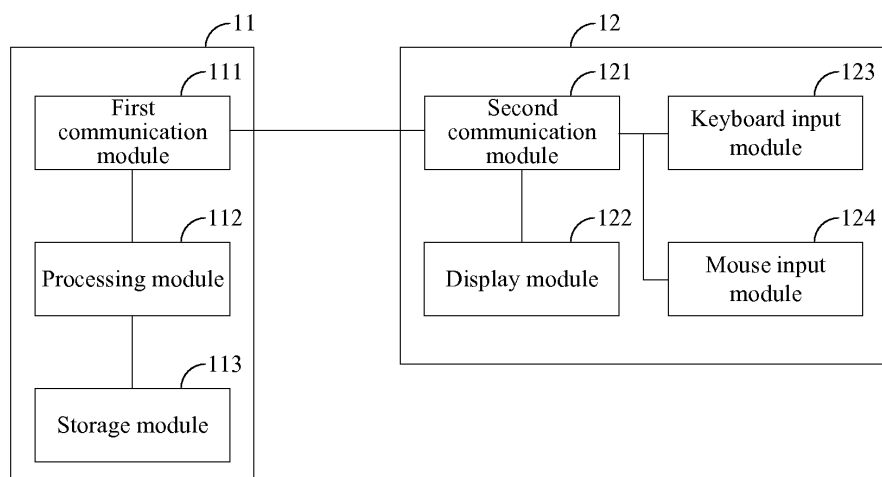 11
12
111
First
communication
module
121
Second
communication
module
123
Keyboard input
module
112
Processing module
122
Display module
124
Mouse input
module
113
Storage module